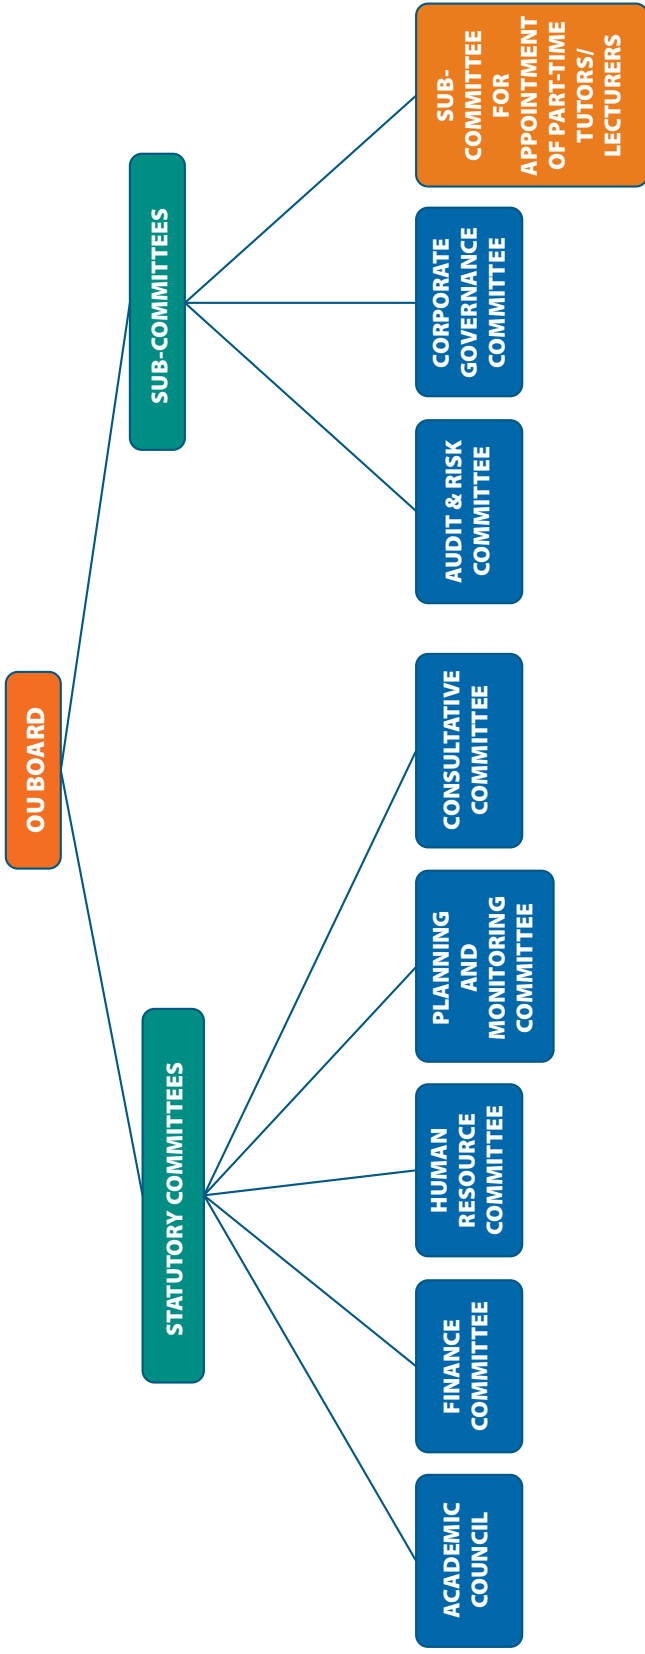 OU BOARD
STATUTORY COMMITTEES
SUB-COMMITTEES
ACADEMIC
COUNCIL
FINANCE
COMMITTEE
HUMAN
RESOURCE
COMMITTEE
PLANNING
AND
MONITORING
COMMITTEE
CONSULTATIVE
COMMITTEE
AUDIT & RISK
COMMITTEE
CORPORATE
GOVERNANCE
COMMITTEE
SUB-
COMMITTEE
FOR
APPOINTMENT
OF PART-TIME
TUTORS/
LECTURERS